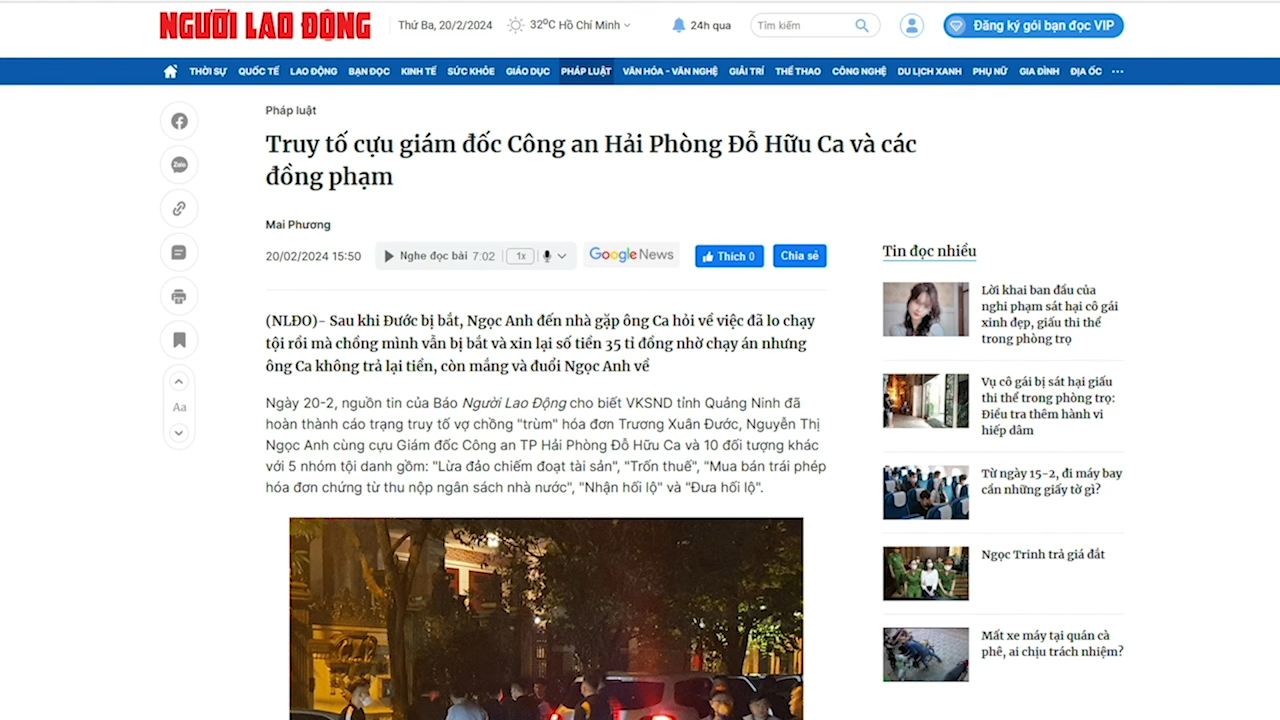 NGƯỜI LAO ĐỘNG
Thứ Ba, 20/2/2024
32°C Hồ Chí Minh
24h qua
Tìm kiếm
Đăng ký gói bạn đọc VIP
THỜI SỰ QUỐC TẾ LAO ĐỘNG BẠN ĐỌC KINH TẾ SỨC KHỎE GIÁO DỤC PHÁP LUẬT VĂN HÓA - VĂN NGHỆ GIẢI TRÍ THỂ THAO CÔNG NGHỆ DU LỊCH XANH PHỤ NỮ GIA ĐÌNH ĐỊA ỐC ...
Zalo
Aa
Pháp luật
Truy tố cựu giám đốc Công an Hải Phòng Đỗ Hữu Ca và các
đồng phạm
Mai Phương
20/02/2024 15:50
Nghe đọc bài 7:02 1x
Google News
Thích 0
Chia sẻ
(NLĐO)- Sau khi Đước bị bắt, Ngọc Anh đến nhà gặp ông Ca hỏi về việc đã lo chạy
tội rồi mà chồng mình vẫn bị bắt và xin lại số tiền 35 tỉ đồng nhờ chạy án nhưng
ông Ca không trả lại tiền, còn mắng và đuổi Ngọc Anh về
Ngày 20-2, nguồn tin của Báo Người Lao Động cho biết VKSND tỉnh Quảng Ninh đã
hoàn thành cáo trạng truy tố vợ chồng "trùm" hóa đơn Trương Xuân Đước, Nguyễn Thị
Ngọc Anh cùng cựu Giám đốc Công an TP Hải Phòng Đỗ Hữu Ca và 10 đối tượng khác
với 5 nhóm tội danh gồm: "Lừa đảo chiếm đoạt tài sản", "Trốn thuế", "Mua bán trái phép
hóa đơn chứng từ thu nộp ngân sách nhà nước", "Nhận hối lộ" và "Đưa hối lộ".
Tin đọc nhiều
Lời khai ban đầu của
nghi phạm sát hại cô gái
xinh đẹp, giấu thi thể
trong phòng trọ
Vụ cô gái bị sát hại giấu
thi thể trong phòng trọ:
Điều tra thêm hành vi
hiếp dâm
Từ ngày 15-2, đi máy bay
cần những giấy tờ gì?
Ngọc Trinh trả giá đắt
Mất xe máy tại quán cà
phê, ai chịu trách nhiệm?